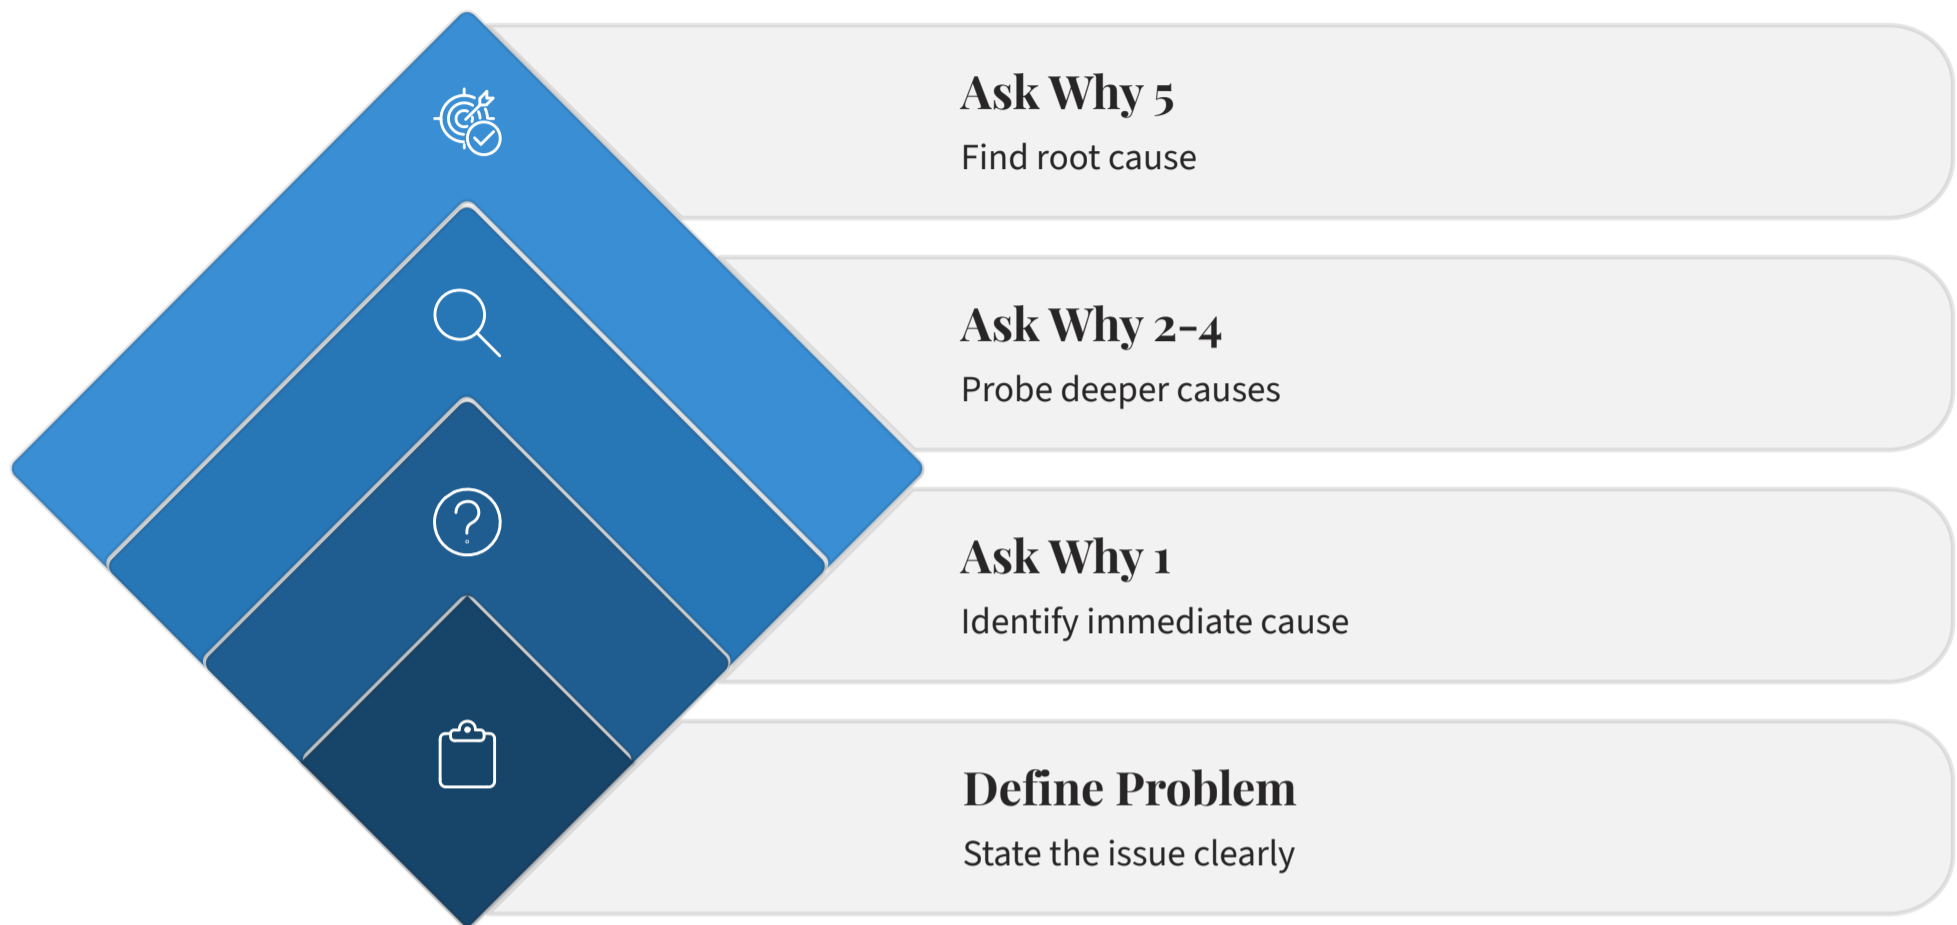 Ask Why 5
Find root cause
Ask Why 2-4
Probe deeper causes
Ask Why 1
Identify immediate cause
Define Problem
State the issue clearly